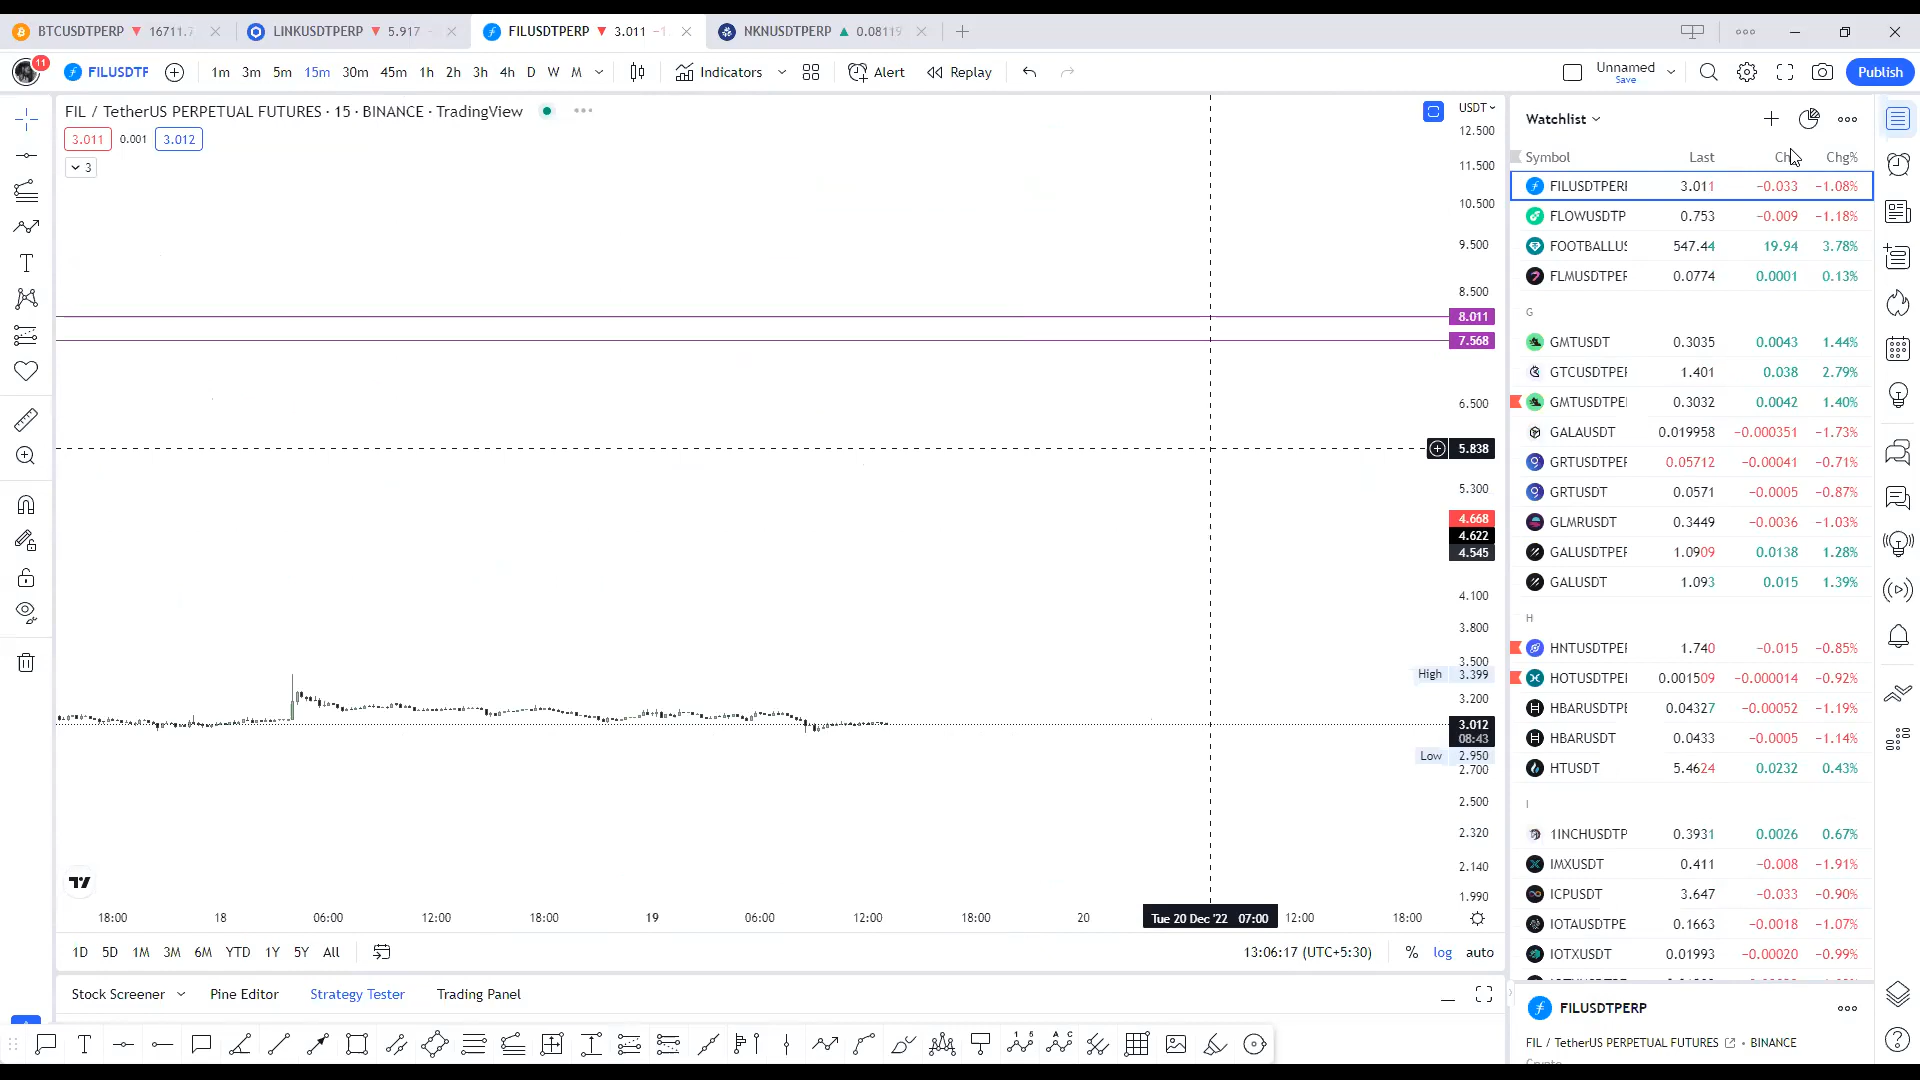 BTCUSDTPERP ▼ 16711.7
LINKUSDTPERP ▼ 5.917
FILUSDTPERP ▼ 3.011 −1
NKNUSDTPERP ▲ 0.08119
11
FILUSDTF
1m 3m 5m 15m 30m 45m 1h 2h 3h 4h D W M
Indicators
Alert
Replay
Unnamed
Save
Publish
FIL / TetherUS PERPETUAL FUTURES · 15 · BINANCE · TradingView
3.011 0.001 3.012
3
USDT
12.500
11.500
10.500
9.500
8.500
8.011
7.568
6.500
5.838
5.300
4.668
4.622
4.545
4.100
3.800
3.500
High 3.399
3.200
3.012
08:43
Low 2.950
2.700
2.500
2.320
2.140
1.990
18:00 18 06:00 12:00 18:00 19 06:00 12:00 18:00 20 Tue 20 Dec '22 07:00 12:00 18:00
1D 5D 1M 3M 6M YTD 1Y 5Y All
13:06:17 (UTC+5:30) % log auto
Stock Screener Pine Editor Strategy Tester Trading Panel
Watchlist
Symbol Last Ch Chg%
FILUSDTPERI 3.011 −0.033 −1.08%
FLOWUSDTP 0.753 −0.009 −1.18%
FOOTBALLUS 547.44 19.94 3.78%
FLMUSDTPEF 0.0774 0.0001 0.13%
G
GMTUSDT 0.3035 0.0043 1.44%
GTCUSDTPEF 1.401 0.038 2.79%
GMTUSDTPE 0.3032 0.0042 1.40%
GALAUSDT 0.019958 −0.000351 −1.73%
GRTUSDTPEF 0.05712 −0.00041 −0.71%
GRTUSDT 0.0571 −0.0005 −0.87%
GLMRUSDT 0.3449 −0.0036 −1.03%
GALUSDTPEF 1.0909 0.0138 1.28%
GALUSDT 1.093 0.015 1.39%
H
HNTUSDTPEI 1.740 −0.015 −0.85%
HOTUSDTPEI 0.001509 −0.000014 −0.92%
HBARUSDTPE 0.04327 −0.00052 −1.19%
HBARUSDT 0.0433 −0.0005 −1.14%
HTUSDT 5.4624 0.0232 0.43%
I
1INCHUSDTP 0.3931 0.0026 0.67%
IMXUSDT 0.411 −0.008 −1.91%
ICPUSDT 3.647 −0.033 −0.90%
IOTAUSDTPE 0.1663 −0.0018 −1.07%
IOTXUSDT 0.01993 −0.00020 −0.99%
FILUSDTPERP
FIL / TetherUS PERPETUAL FUTURES • BINANCE